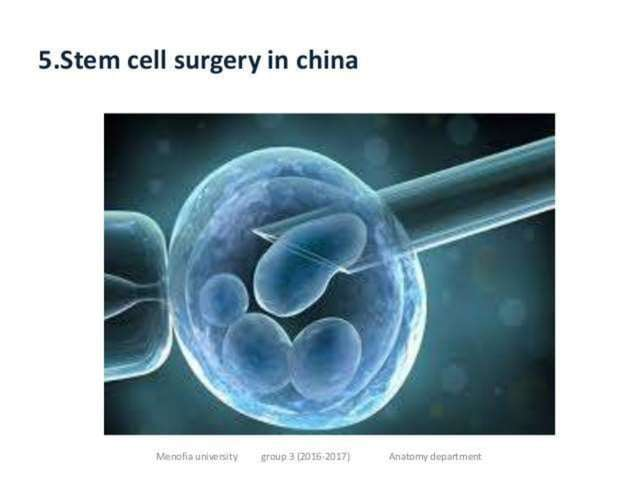 5.Stem cell surgery in china
Menofia university group 3 (2016-2017) Anatomy department